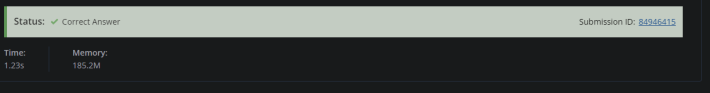 Status: ✓ Correct Answer Submission ID: 84946415
Time: Memory:
1.23s 185.2M